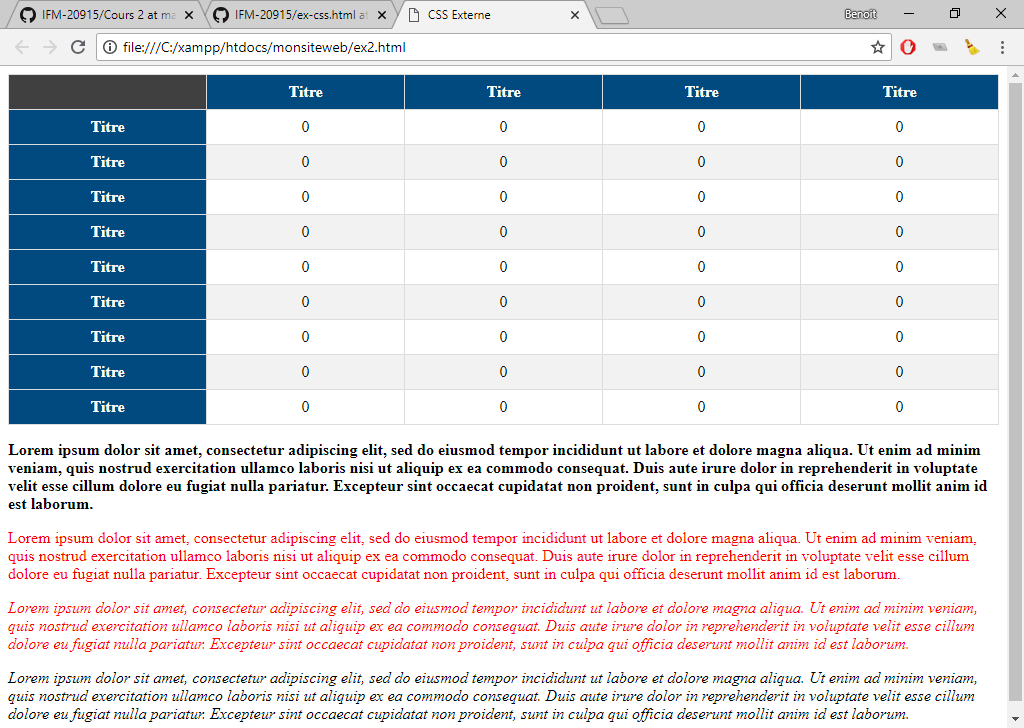 IFM-20915/Cours 2 at ma IFM-20915/ex-css.html at CSS Externe Benoit
file:///C:/xampp/htdocs/monsiteweb/ex2.html
Titre Titre Titre Titre
Titre 0 0 0 0
Titre 0 0 0 0
Titre 0 0 0 0
Titre 0 0 0 0
Titre 0 0 0 0
Titre 0 0 0 0
Titre 0 0 0 0
Titre 0 0 0 0
Titre 0 0 0 0
Lorem ipsum dolor sit amet, consectetur adipiscing elit, sed do eiusmod tempor incididunt ut labore et dolore magna aliqua. Ut enim ad minim
veniam, quis nostrud exercitation ullamco laboris nisi ut aliquip ex ea commodo consequat. Duis aute irure dolor in reprehenderit in voluptate
velit esse cillum dolore eu fugiat nulla pariatur. Excepteur sint occaecat cupidatat non proident, sunt in culpa qui officia deserunt mollit anim id
est laborum.
Lorem ipsum dolor sit amet, consectetur adipiscing elit, sed do eiusmod tempor incididunt ut labore et dolore magna aliqua. Ut enim ad minim veniam,
quis nostrud exercitation ullamco laboris nisi ut aliquip ex ea commodo consequat. Duis aute irure dolor in reprehenderit in voluptate velit esse cillum
dolore eu fugiat nulla pariatur. Excepteur sint occaecat cupidatat non proident, sunt in culpa qui officia deserunt mollit anim id est laborum.
Lorem ipsum dolor sit amet, consectetur adipiscing elit, sed do eiusmod tempor incididunt ut labore et dolore magna aliqua. Ut enim ad minim veniam,
quis nostrud exercitation ullamco laboris nisi ut aliquip ex ea commodo consequat. Duis aute irure dolor in reprehenderit in voluptate velit esse cillum
dolore eu fugiat nulla pariatur. Excepteur sint occaecat cupidatat non proident, sunt in culpa qui officia deserunt mollit anim id est laborum.
Lorem ipsum dolor sit amet, consectetur adipiscing elit, sed do eiusmod tempor incididunt ut labore et dolore magna aliqua. Ut enim ad minim veniam,
quis nostrud exercitation ullamco laboris nisi ut aliquip ex ea commodo consequat. Duis aute irure dolor in reprehenderit in voluptate velit esse cillum
dolore eu fugiat nulla pariatur. Excepteur sint occaecat cupidatat non proident, sunt in culpa qui officia deserunt mollit anim id est laborum.